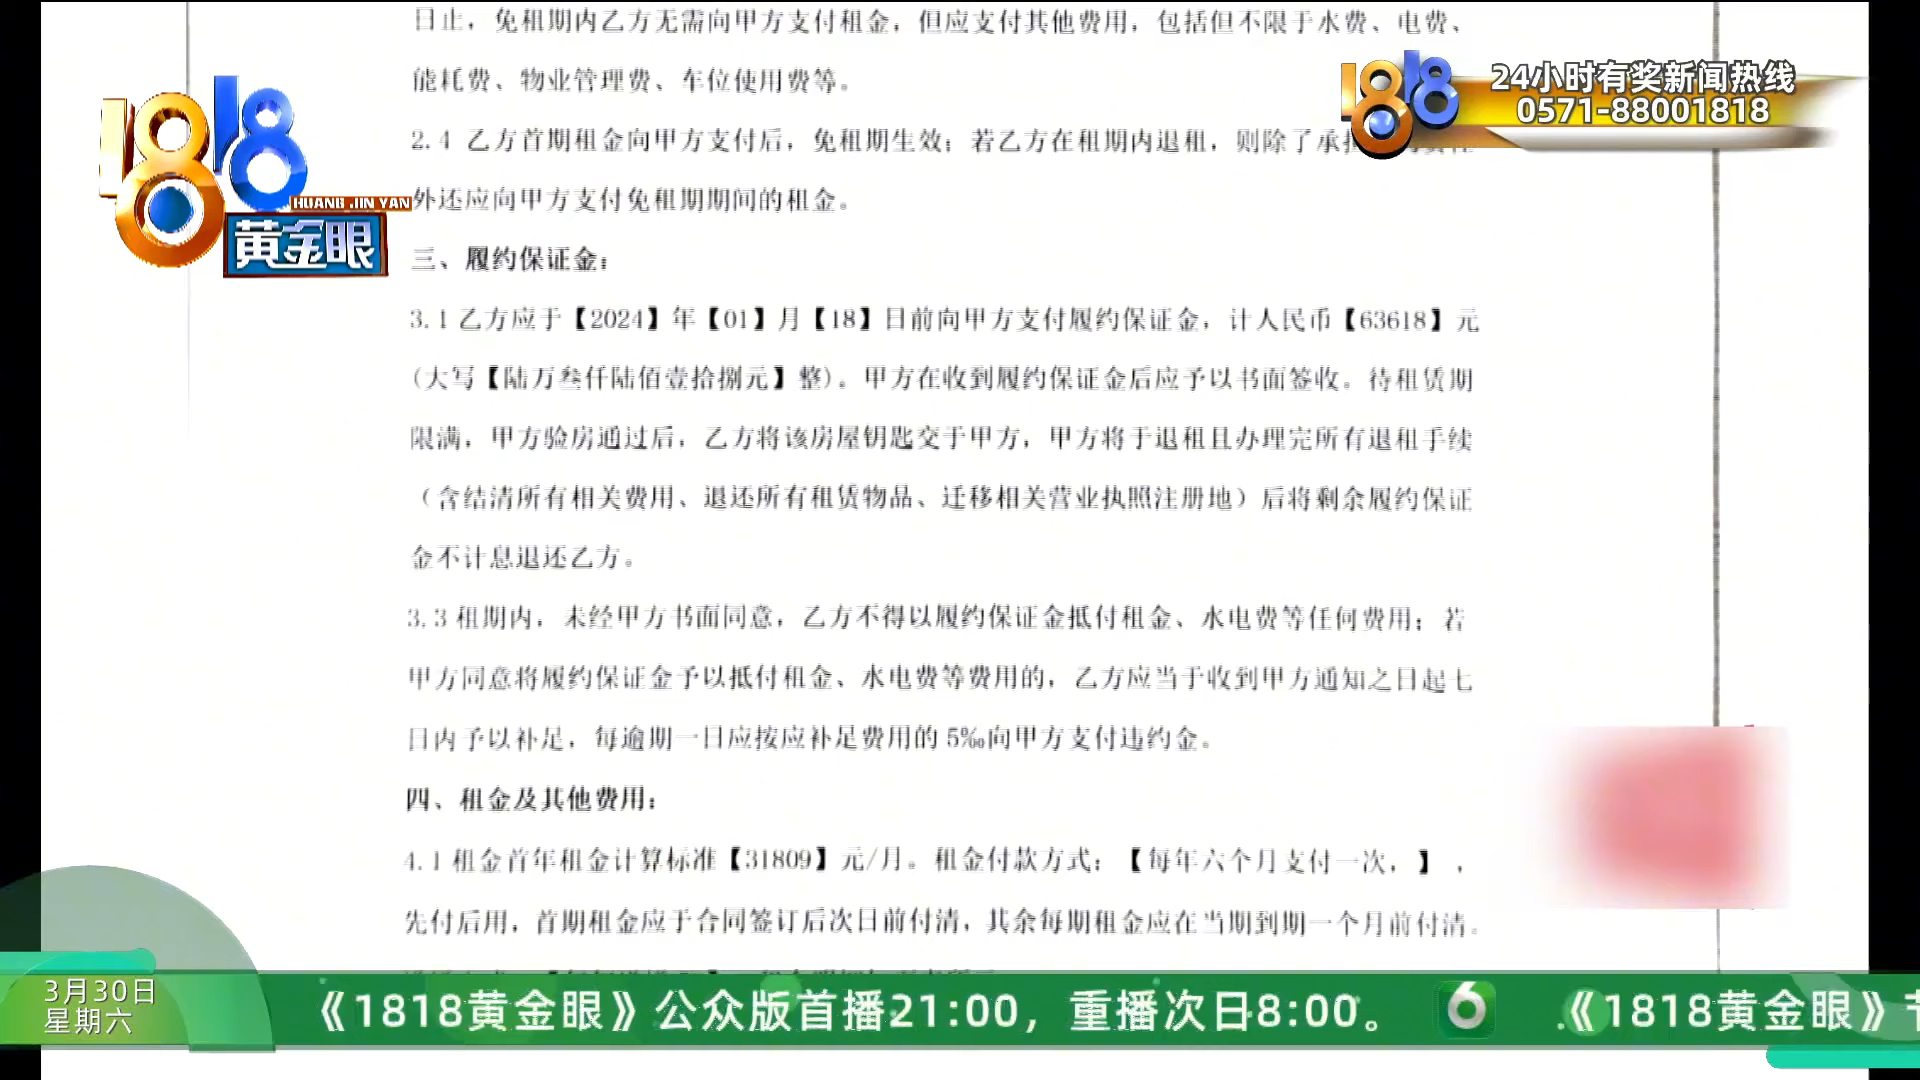 日止，免租期内乙方无需向甲方支付租金，但应支付其他费用，包括但不限于水费、电费、
能耗费、物业管理费、车位使用费等。
1818
HUANG JIN YAN
黄金眼
1818
24小时有奖新闻热线
0571-88001818
2.4 乙方首期租金向甲方支付后，免租期生效；若乙方在租期内退租，则除了承担
外还应向甲方支付免租期期间的租金。
三、履约保证金：
3.1 乙方应于【2024】年【01】月【18】日前向甲方支付履约保证金，计人民币【63618】元
(大写【陆万叁仟陆佰壹拾捌元】整)。甲方在收到履约保证金后应予以书面签收。待租赁期
限满，甲方验房通过后，乙方将该房屋钥匙交于甲方，甲方将于退租且办理完所有退租手续
（含结清所有相关费用、退还所有租赁物品、迁移相关营业执照注册地）后将剩余履约保证
金不计息退还乙方。
3.3 租期内，未经甲方书面同意，乙方不得以履约保证金抵付租金、水电费等任何费用；若
甲方同意将履约保证金予以抵付租金、水电费等费用的，乙方应当于收到甲方通知之日起七
日内予以补足，每逾期一日应按应补足费用的 5‰向甲方支付违约金。
四、租金及其他费用：
4.1 租金首年租金计算标准【31809】元/月。租金付款方式：【每年六个月支付一次，】，
先付后用，首期租金应于合同签订后次日前付清，其余每期租金应在当期到期一个月前付清。
3月30日
星期六
《1818黄金眼》公众版首播21:00，重播次日8:00。
6
.《1818黄金眼》